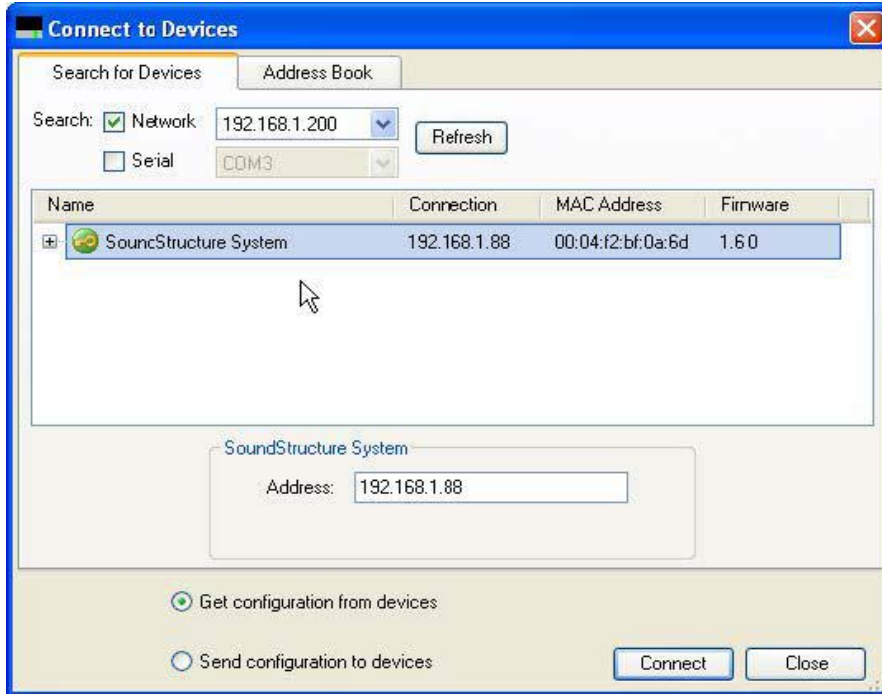 Connect to Devices
Search for Devices Address Book
Search: Network 192.168.1.200 Refresh
Serial COM3
Name Connection MAC Address Firmware
SouncStructure System 192.168.1.88 00:04:f2:bf:0a:6d 1.6.0
SoundStructure System
Address: 192.168.1.88
Get configuration from devices
Send configuration to devices Connect Close